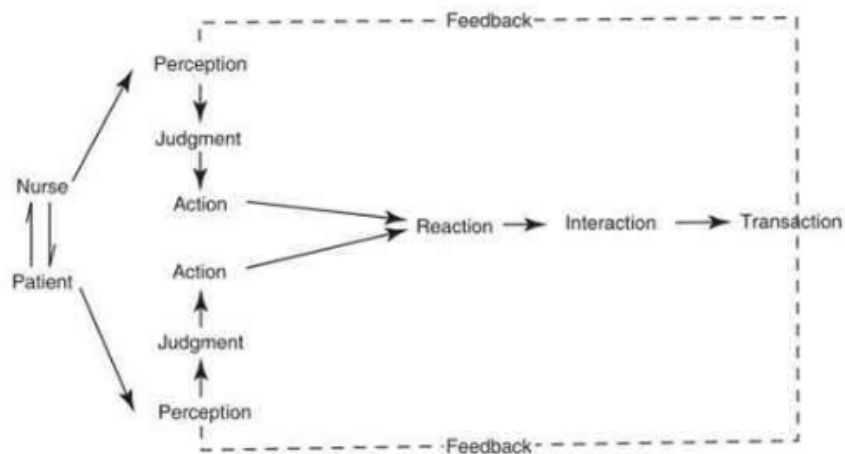 Feedback
Perception
Judgment
Nurse
Action
Reaction
Interaction
Transaction
Action
Patient
Judgment
Perception
Feedback